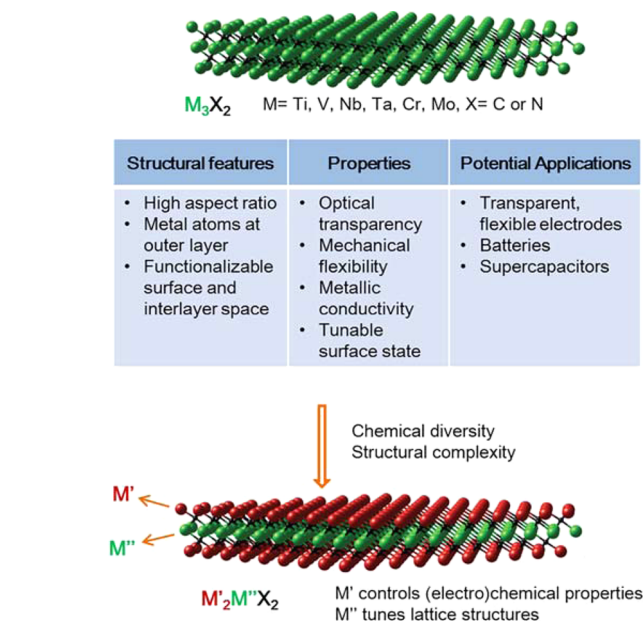 M₃X₂ M= Ti, V, Nb, Ta, Cr, Mo, X= C or N
Structural features
Properties
Potential Applications
• High aspect ratio
• Metal atoms at
outer layer
• Functionalizable
surface and
interlayer space
• Optical
transparency
• Mechanical
flexibility
• Metallic
conductivity
• Tunable
surface state
• Transparent,
flexible electrodes
• Batteries
• Supercapacitors
Chemical diversity
Structural complexity
M'
M''
M'₂M''X₂
M' controls (electro)chemical properties
M'' tunes lattice structures